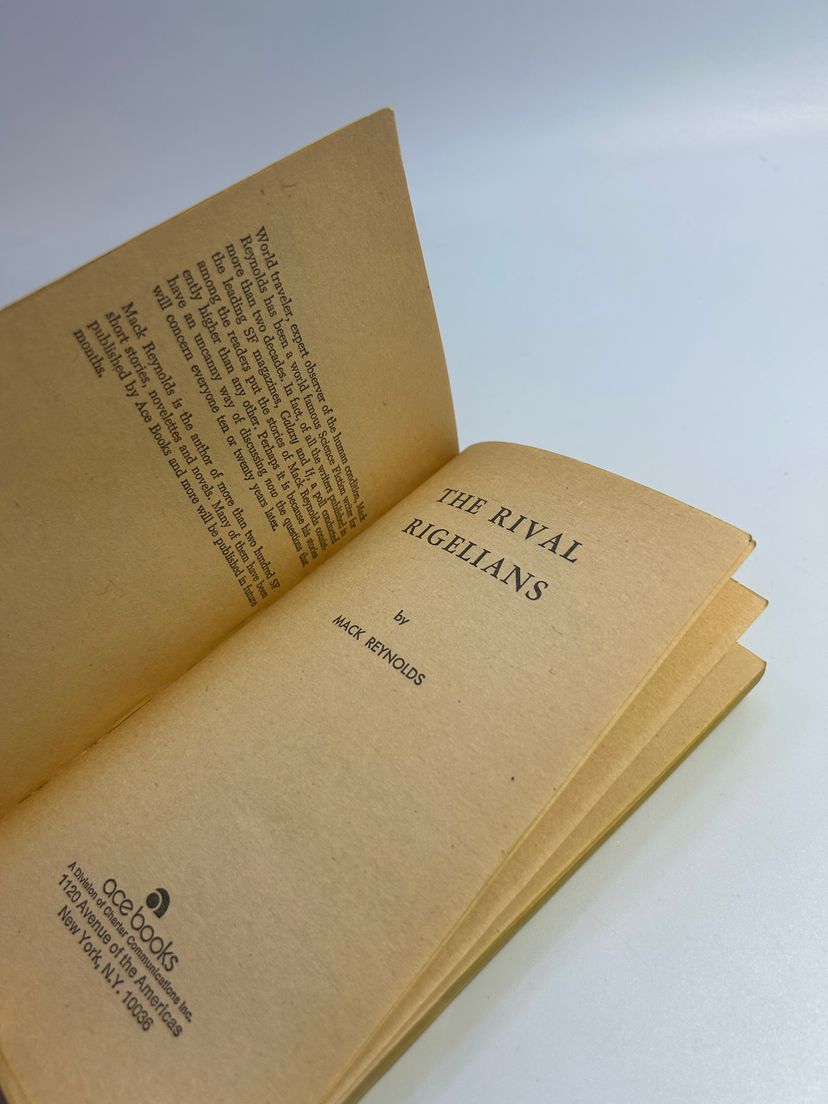 World traveler, expert observer of the human condition, Mack
Reynolds has been a world famous Science Fiction writer for
more than two decades. In fact, of all the writers published in
the leading SF magazines, Galaxy and If, a poll conducted
among the readers put the stories of Mack Reynolds consist-
ently higher than any other. Perhaps it is because his stories
have an uncanny way of discussing now the questions that
will concern everyone ten or twenty years later.
Mack Reynolds is the author of more than two hundred SF
short stories, novelettes and novels. Many of them have been
published by Ace Books and more will be published in future
months.
THE RIVAL
RIGELIANS
by
MACK REYNOLDS
ace books
A Division of Charter Communications Inc.
1120 Avenue of the Americas
New York, N.Y. 10036